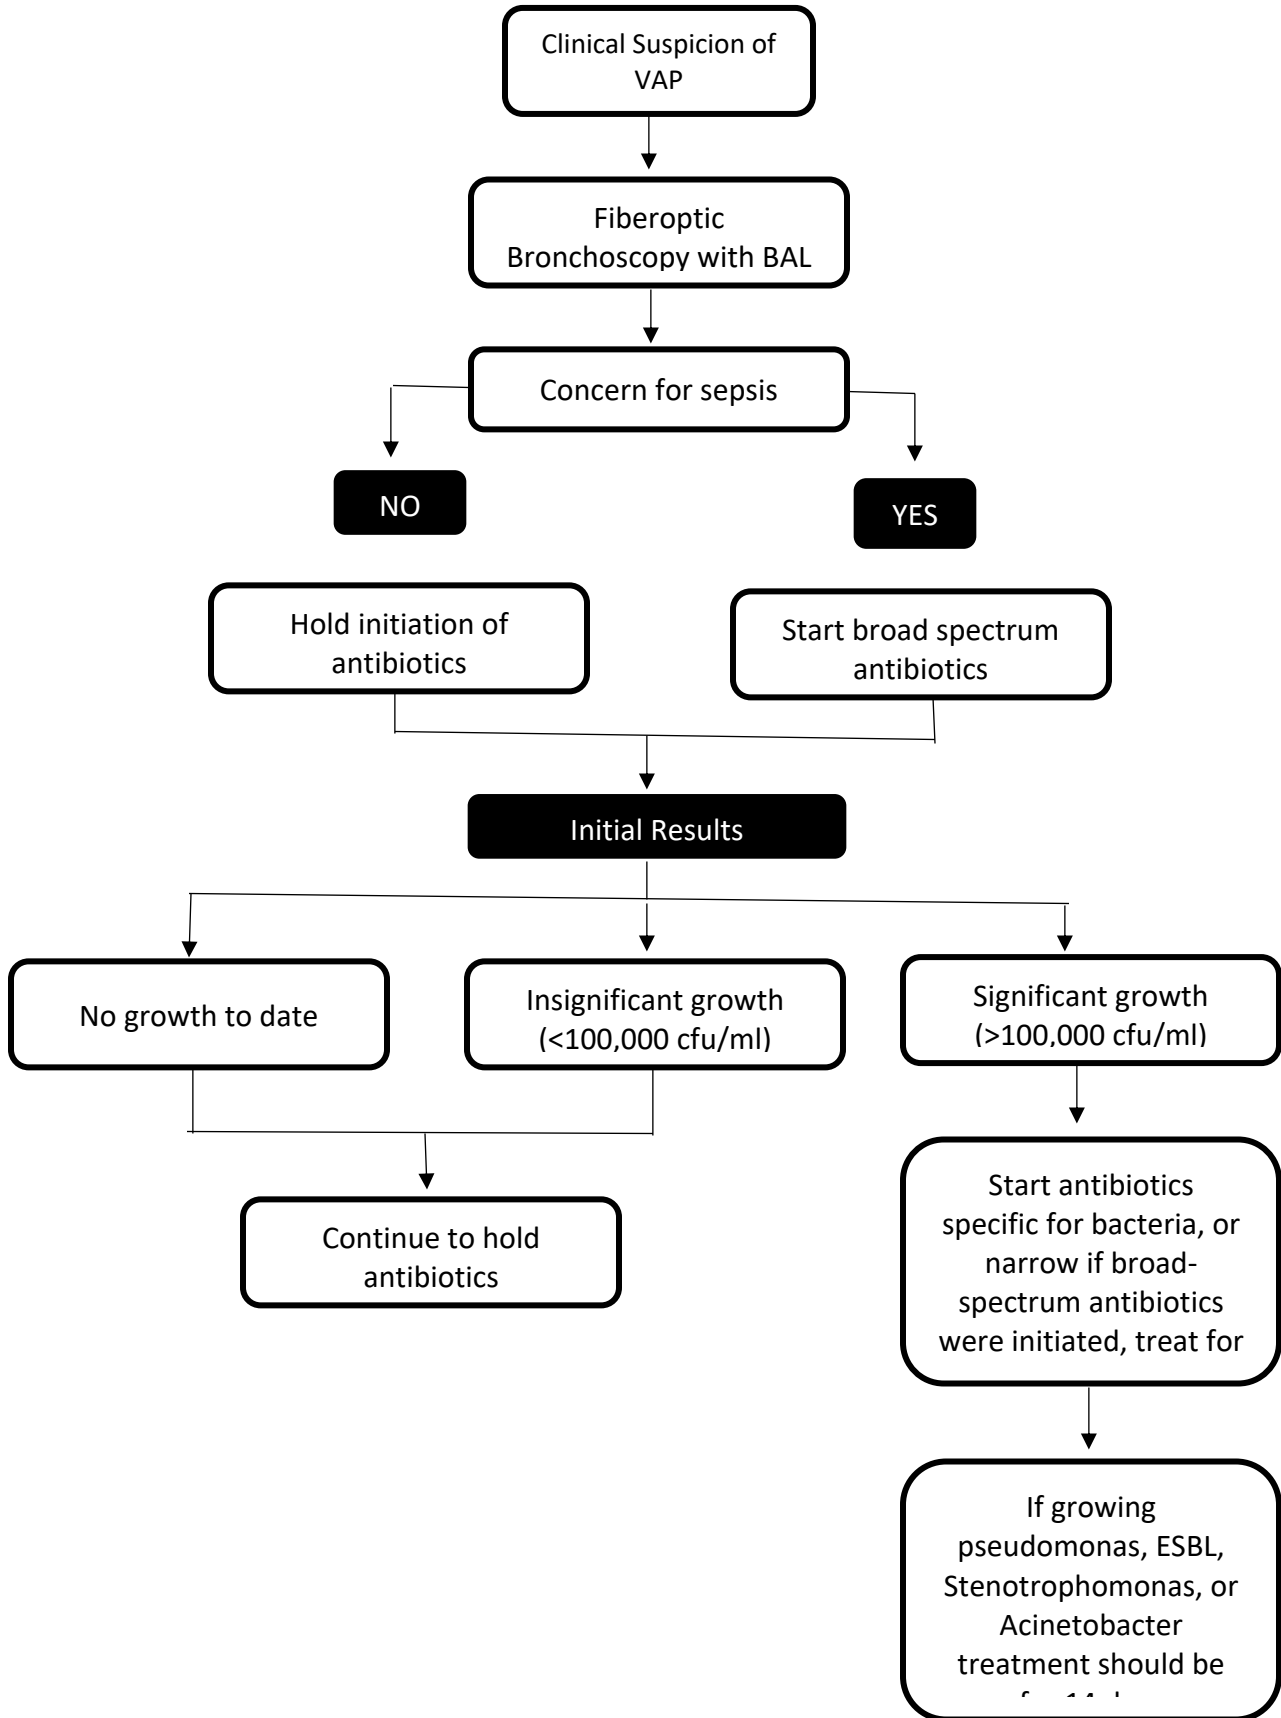 Clinical Suspicion of
VAP
Fiberoptic
Bronchoscopy with BAL
Concern for sepsis
NO
YES
Hold initiation of
antibiotics
Start broad spectrum
antibiotics
Initial Results
No growth to date
Insignificant growth
(<100,000 cfu/ml)
Significant growth
(>100,000 cfu/ml)
Continue to hold
antibiotics
Start antibiotics
specific for bacteria, or
narrow if broad-
spectrum antibiotics
were initiated, treat for
If growing
pseudomonas, ESBL,
Stenotrophomonas, or
Acinetobacter
treatment should be